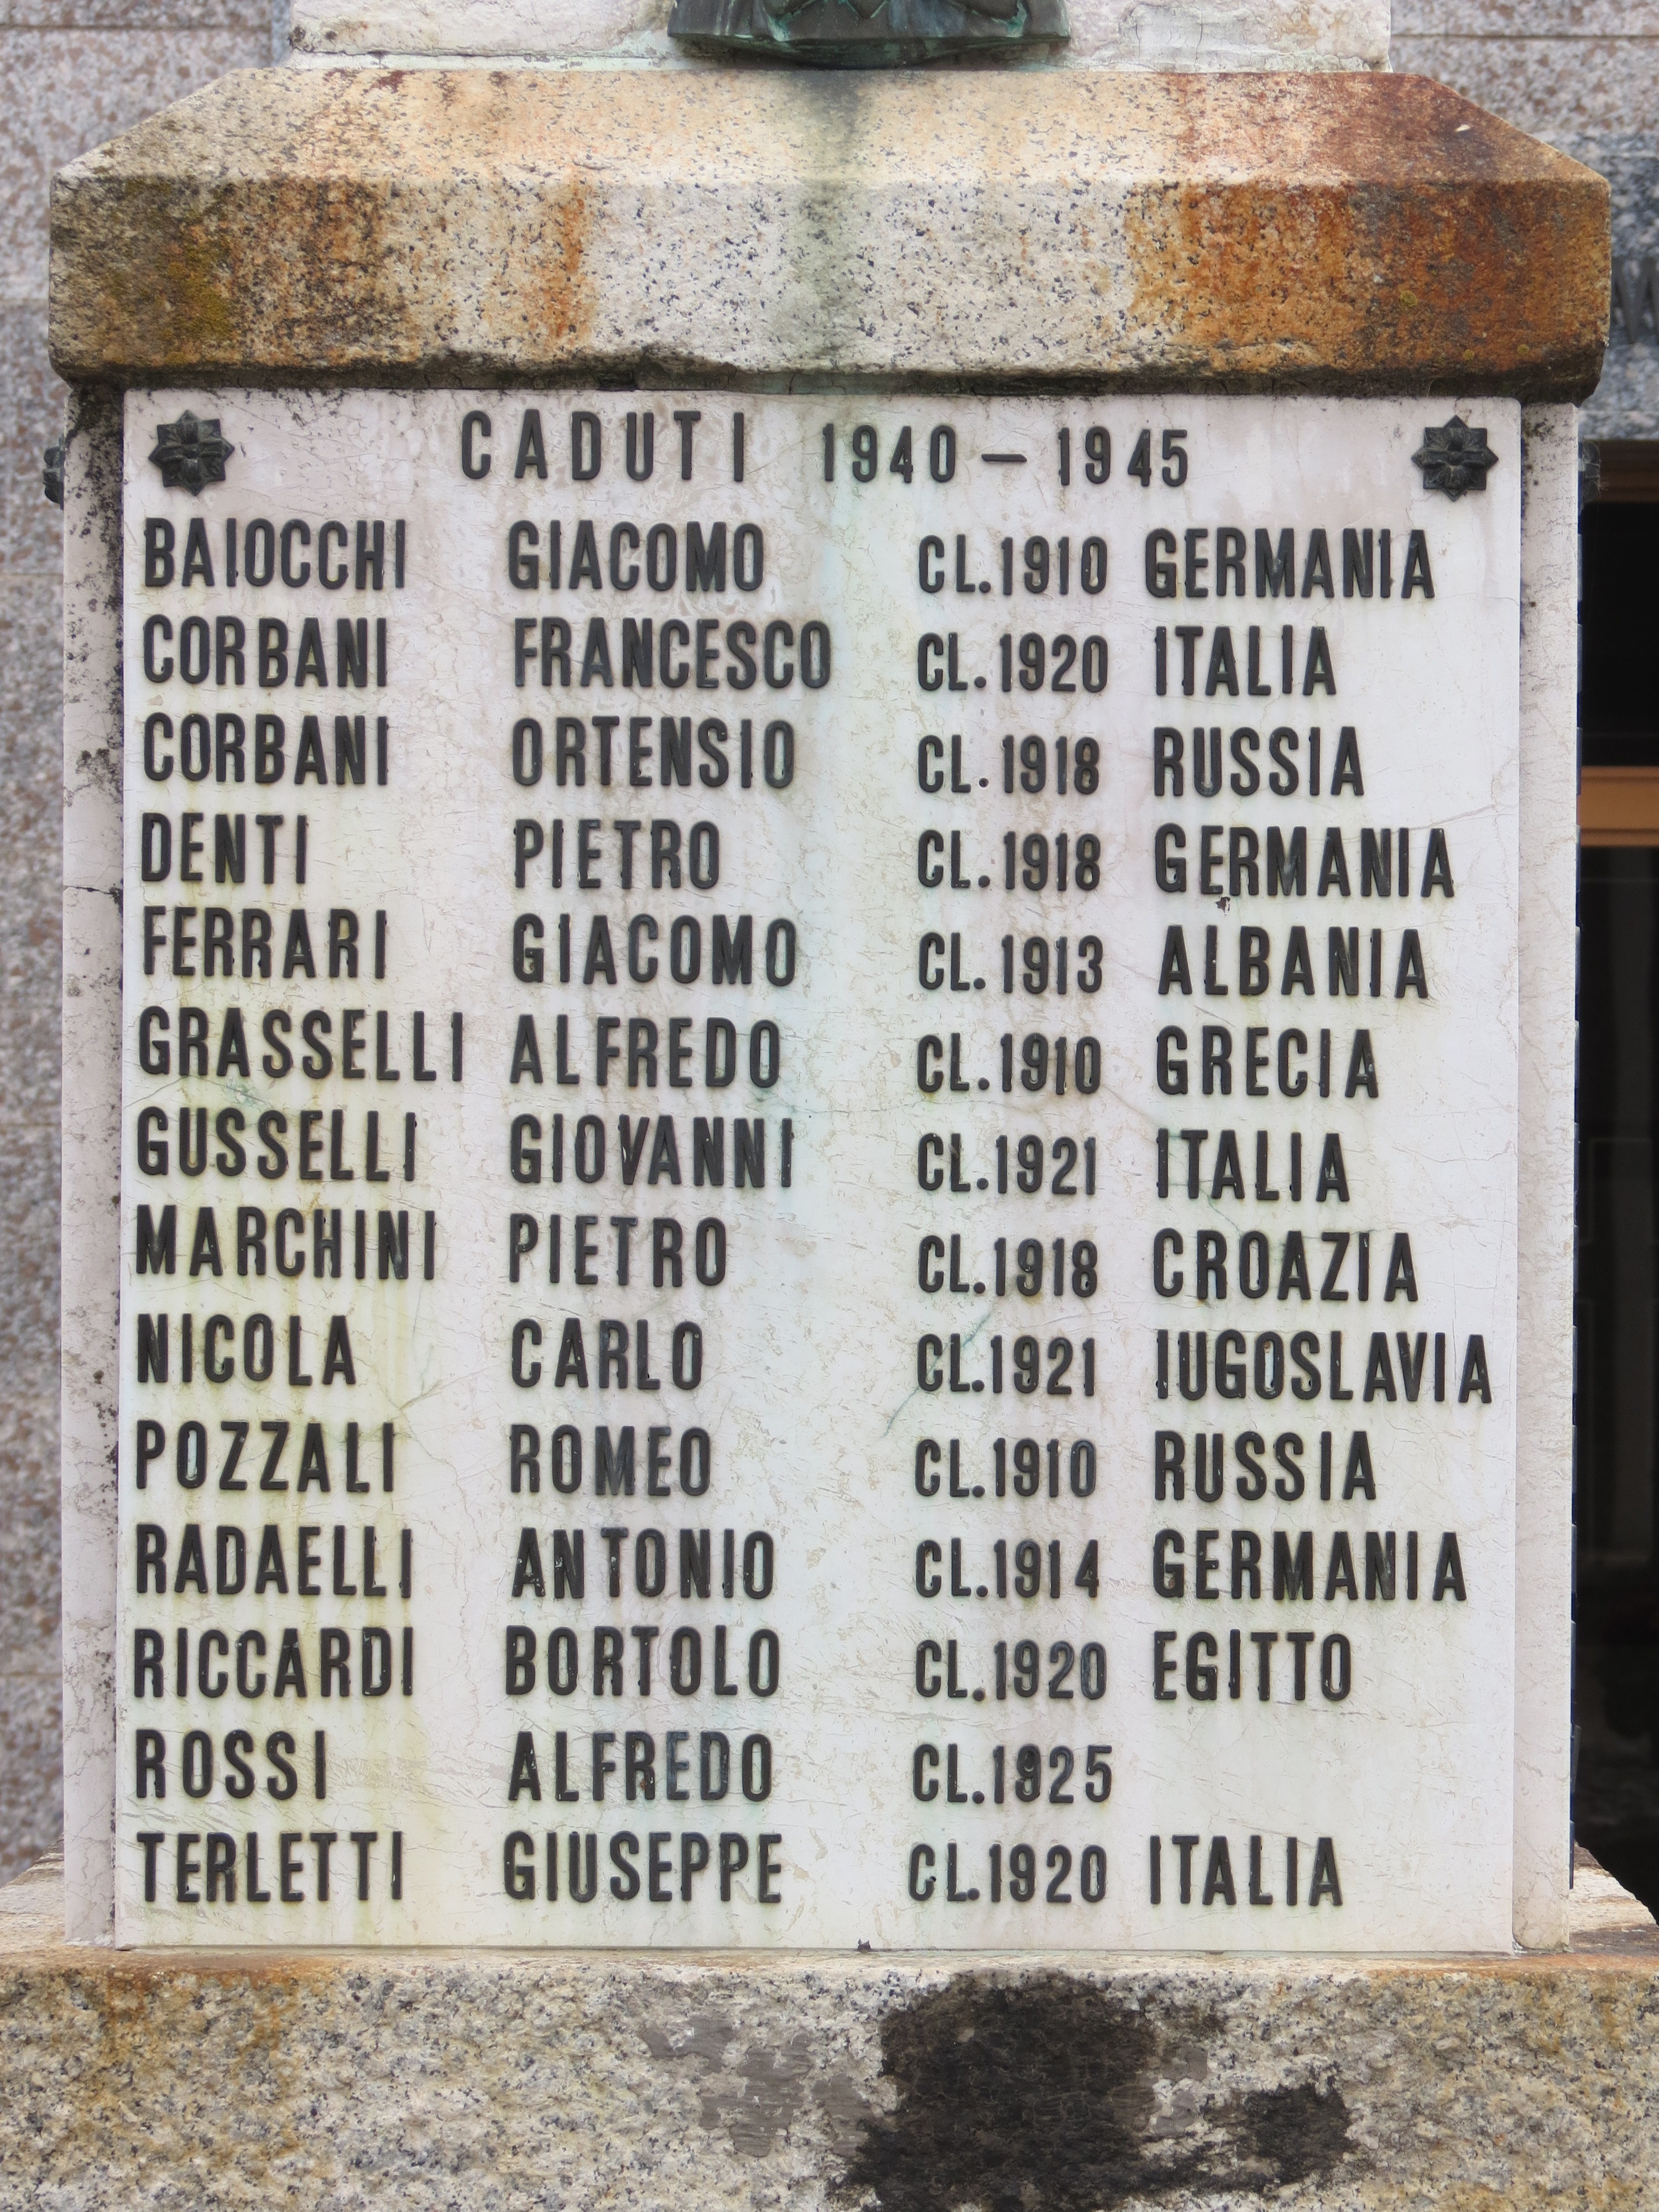 CADUTI 1940 – 1945
BAIOCCHI GIACOMO CL.1910 GERMANIA
CORBANI FRANCESCO CL.1920 ITALIA
CORBANI ORTENSIO CL.1918 RUSSIA
DENTI PIETRO CL.1918 GERMANIA
FERRARI GIACOMO CL.1913 ALBANIA
GRASSELLI ALFREDO CL.1910 GRECIA
GUSSELLI GIOVANNI CL.1921 ITALIA
MARCHINI PIETRO CL.1918 CROAZIA
NICOLA CARLO CL.1921 IUGOSLAVIA
POZZALI ROMEO CL.1910 RUSSIA
RADAELLI ANTONIO CL.1914 GERMANIA
RICCARDI BORTOLO CL.1920 EGITTO
ROSSI ALFREDO CL.1925
TERLETTI GIUSEPPE CL.1920 ITALIA